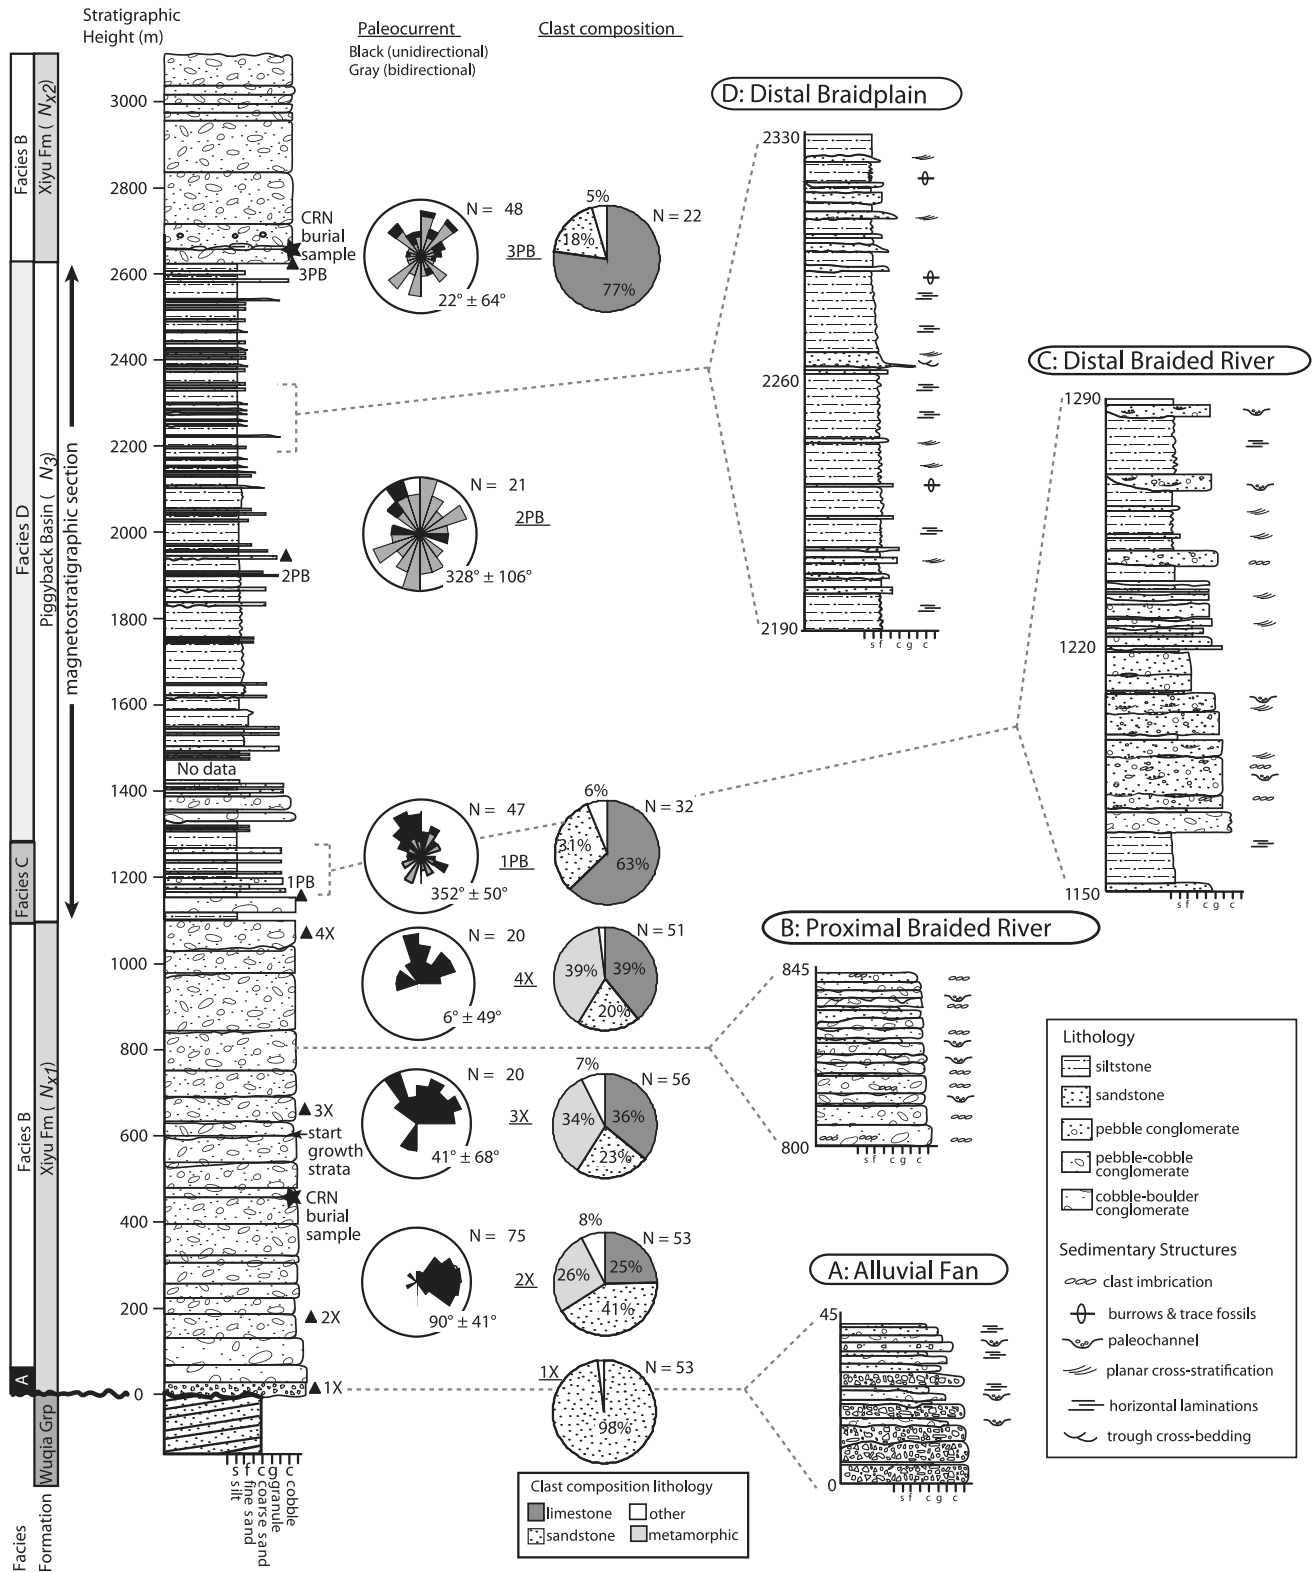 Stratigraphic
Height (m)
Paleocurrent
Black (unidirectional)
Gray (bidirectional)
Clast composition
Facies B
Xiyu Fm ( Nx2)
3000
2800
2600
2400
2200
2000
1800
1600
1400
1200
1000
800
600
400
200
0
CRN
burial
sample
3PB
N = 48
22° ± 64°
3PB
5%
18%
77%
N = 22
Facies D
Piggyback Basin ( N3)
magnetostratigraphic section
2PB
N = 21
2PB
328° ± 106°
No data
Facies C
1PB
N = 47
352° ± 50°
1PB
6%
31%
63%
N = 32
4X
N = 20
6° ± 49°
4X
39%
39%
20%
N = 51
Facies B
Xiyu Fm ( Nx1)
3X
start
growth
strata
N = 20
41° ± 68°
3X
7%
34%
36%
23%
N = 56
CRN
burial
sample
2X
N = 75
90° ± 41°
2X
8%
26%
25%
41%
N = 53
A
1X
1X
98%
N = 53
Wuqia Grp
Facies
Formation
s silt
f fine sand
c coarse sand
g granule
c cobble
Clast composition lithology
limestone
other
sandstone
metamorphic
D: Distal Braidplain
2330
2260
2190
s f c g c
C: Distal Braided River
1290
1220
1150
s f c g c
B: Proximal Braided River
845
800
s f c g c
A: Alluvial Fan
45
0
s f c g c
Lithology
siltstone
sandstone
pebble conglomerate
pebble-cobble
conglomerate
cobble-boulder
conglomerate
Sedimentary Structures
clast imbrication
burrows & trace fossils
paleochannel
planar cross-stratification
horizontal laminations
trough cross-bedding